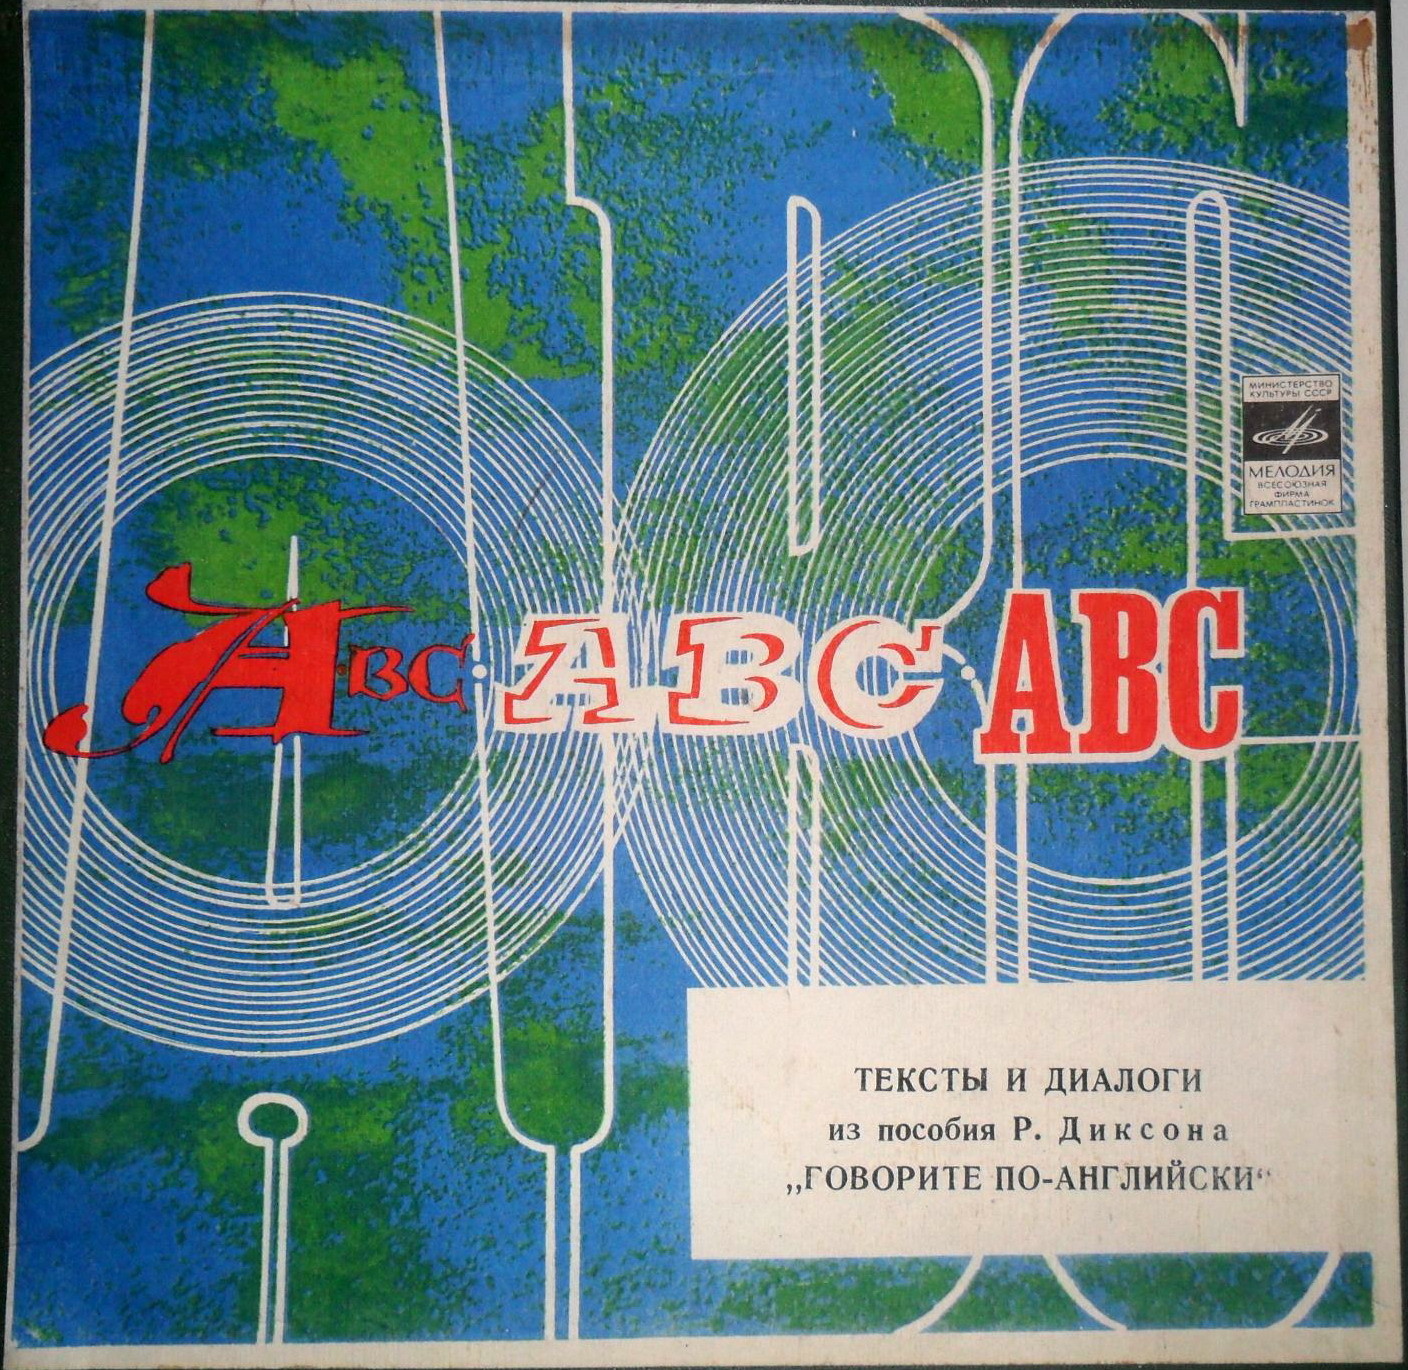 МИНИСТЕРСТВО
КУЛЬТУРЫ СССР
МЕЛОДИЯ
ВСЕСОЮЗНАЯ
ФИРМА
ГРАМПЛАСТИНОК
ABC·ABC·ABC
ТЕКСТЫ И ДИАЛОГИ
из пособия Р. Диксона
„ГОВОРИТЕ ПО-АНГЛИЙСКИ“